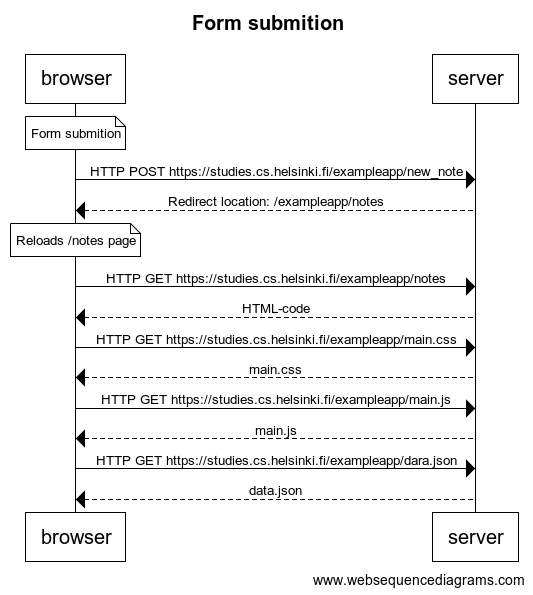 Form submition
browser
server
Form submition
HTTP POST https://studies.cs.helsinki.fi/exampleapp/new_note
Redirect location: /exampleapp/notes
Reloads /notes page
HTTP GET https://studies.cs.helsinki.fi/exampleapp/notes
HTML-code
HTTP GET https://studies.cs.helsinki.fi/exampleapp/main.css
main.css
HTTP GET https://studies.cs.helsinki.fi/exampleapp/main.js
main.js
HTTP GET https://studies.cs.helsinki.fi/exampleapp/dara.json
data.json
browser
server
www.websequencediagrams.com